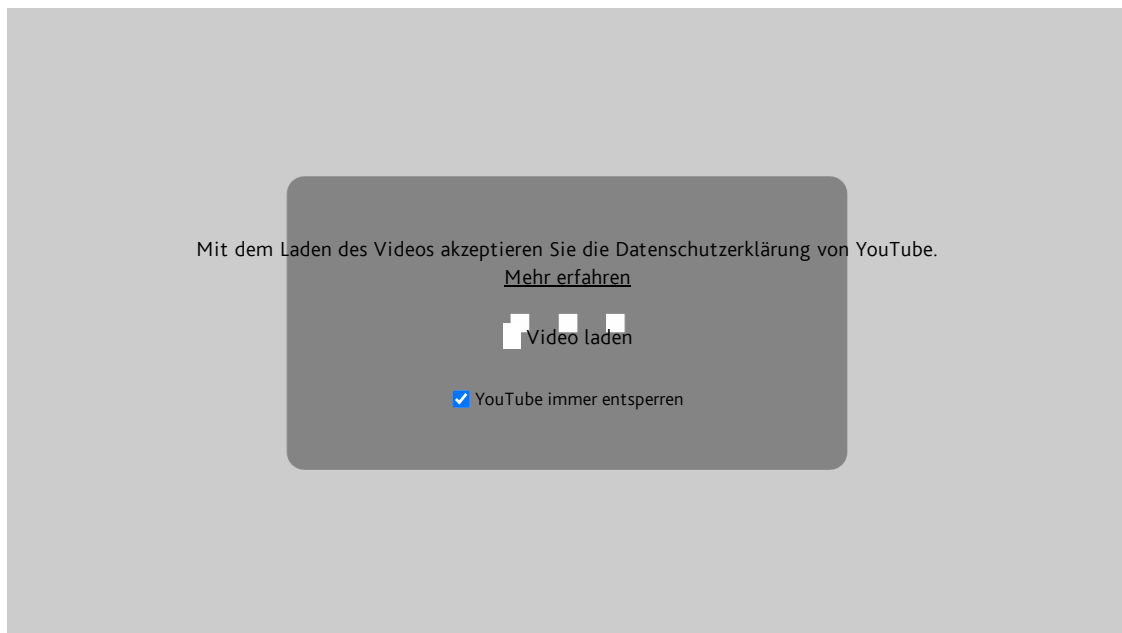 Mit dem Laden des Videos akzeptieren Sie die Datenschutzerklärung von YouTube.
Mehr erfahren
Video laden
YouTube immer entsperren